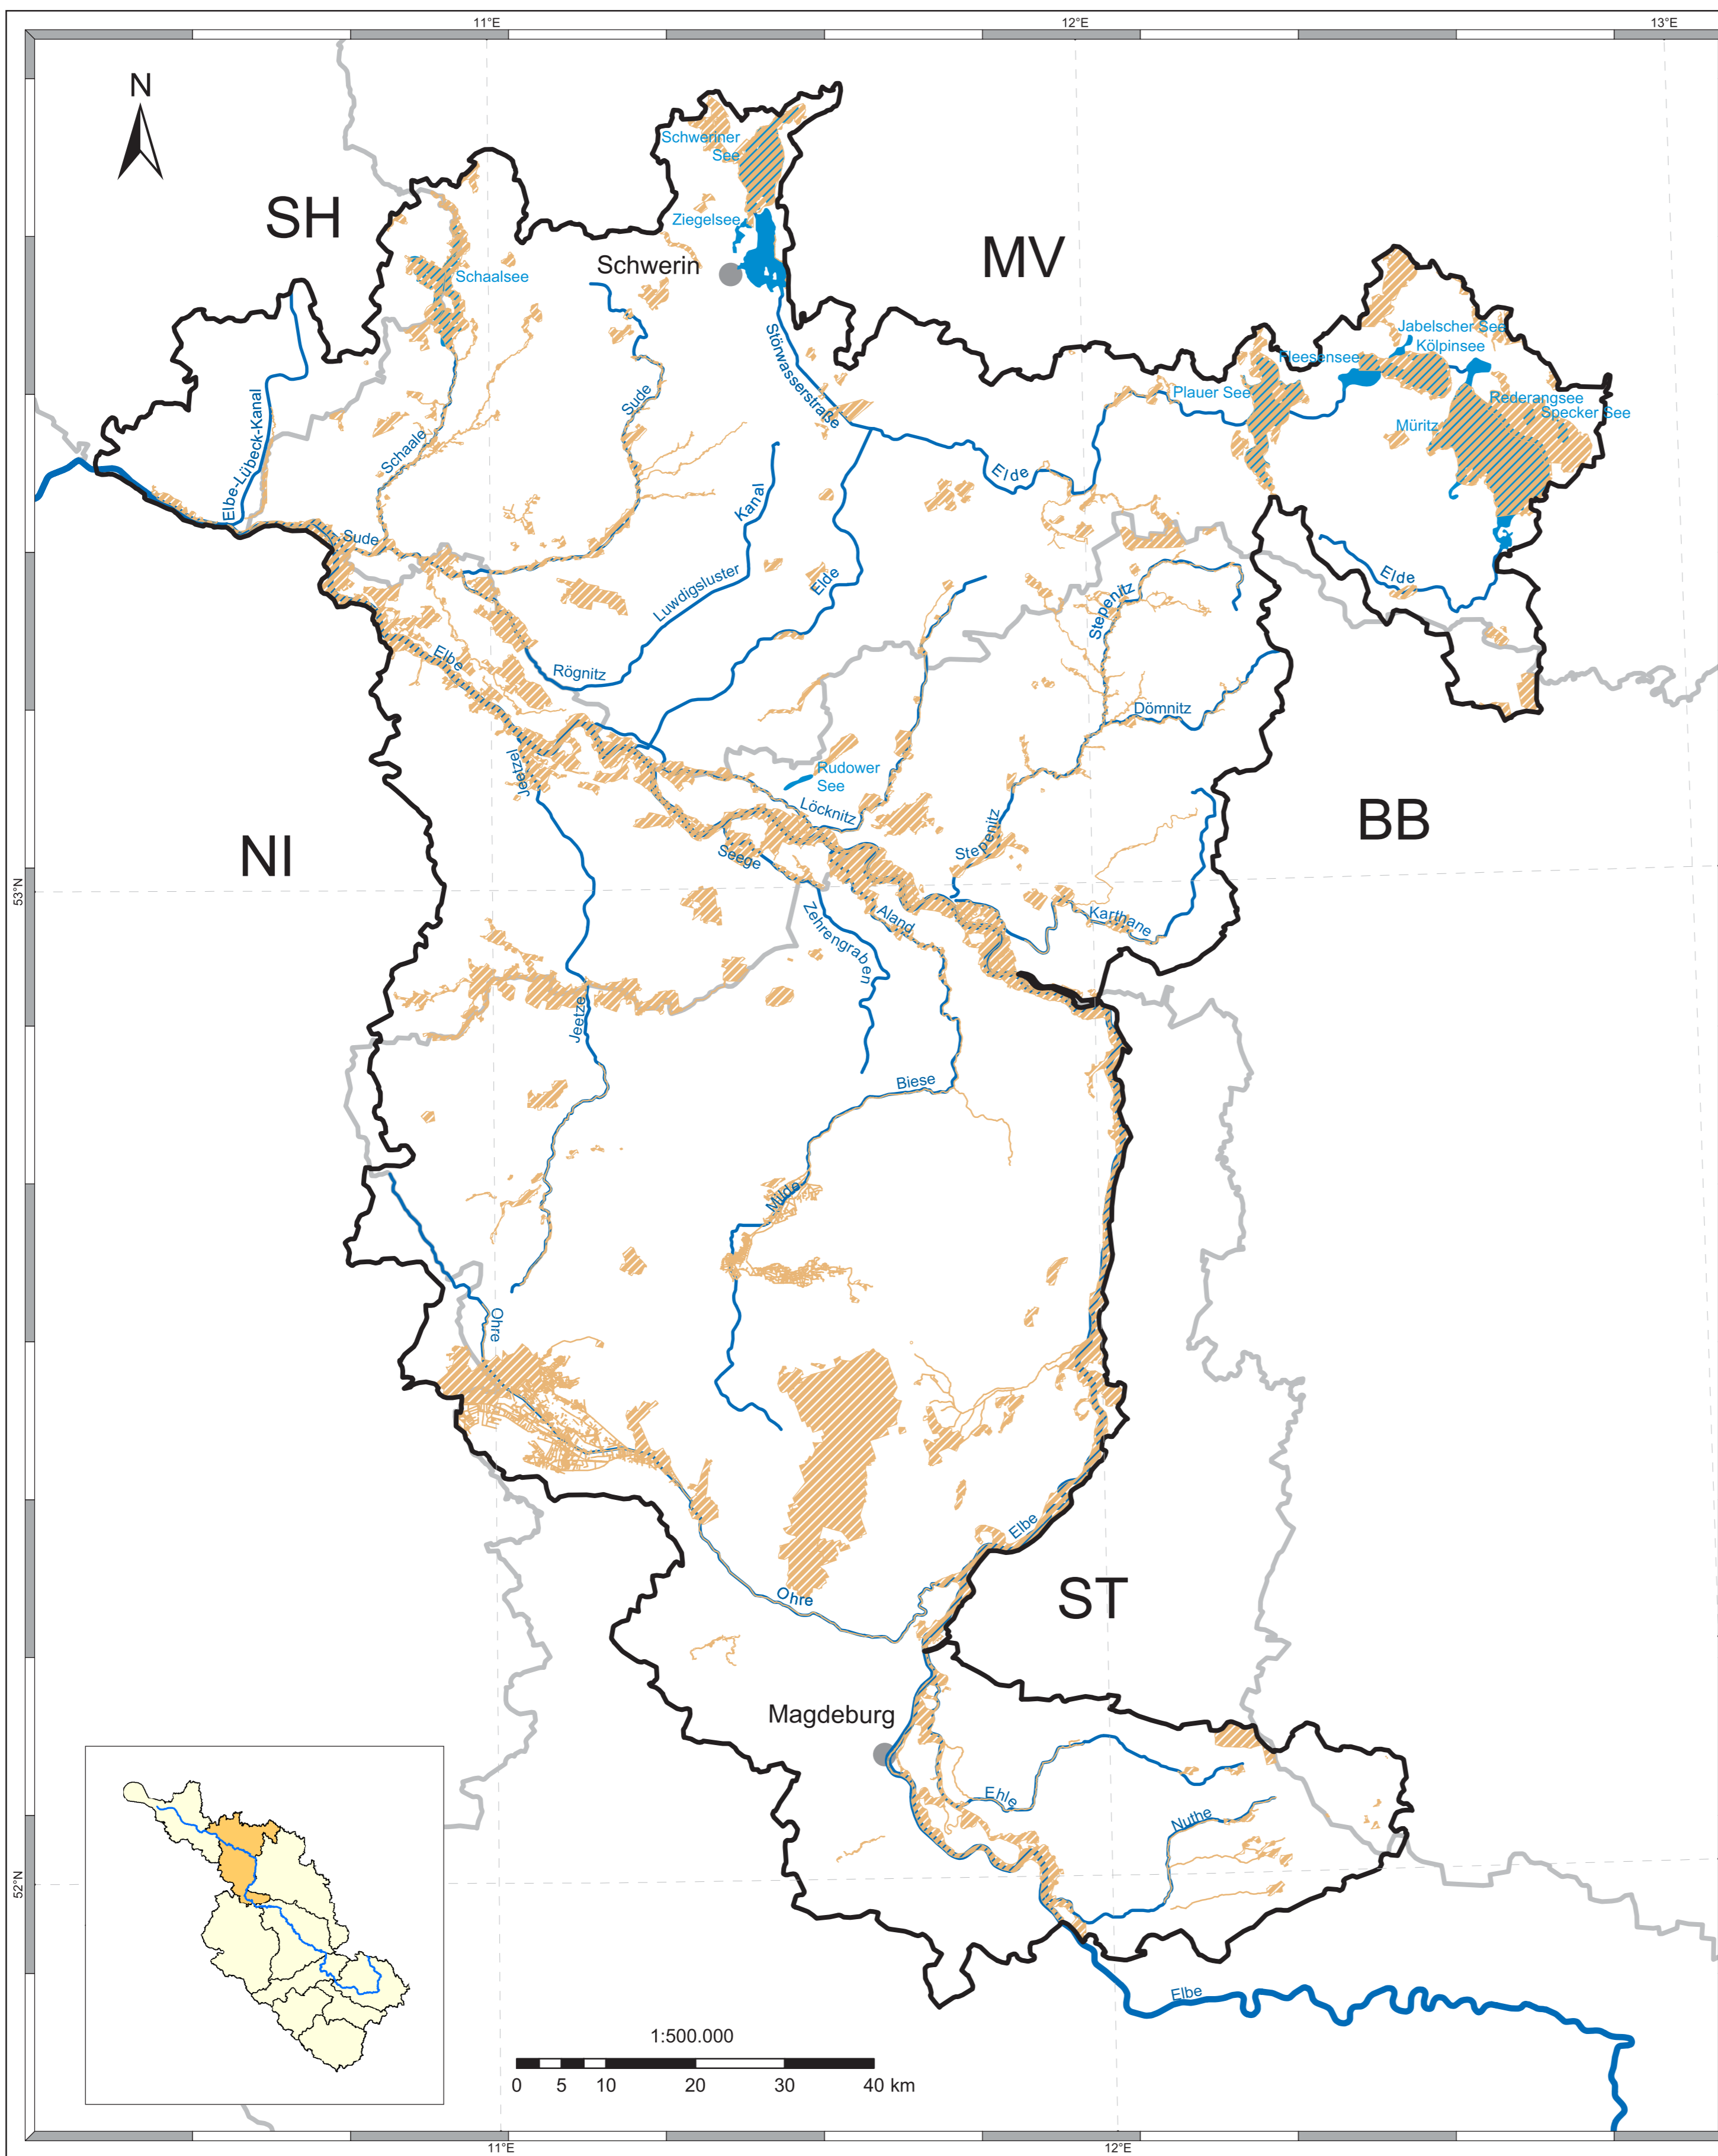 11°E
12°E
13°E
N
Schweriner
See
SH
Ziegelsee
MV
Schwerin
Schaalsee
Störwasserstraße
Jabelscher See
Kölpinsee
Fleesensee
Plauer See
Rederangsee
Specker See
Müritz
Sude
Elbe-Lübeck-Kanal
Schaale
Elde
Kanal
Sude
Luwdigsluster
Elde
Elde
Stepenitz
Elbe
Rögnitz
Dömnitz
Jeetzel
Rudower
See
Löcknitz
BB
NI
Stepenitz
Seege
53°N
Zehrengraben
Aland
Karthane
Jeetze
Biese
Milde
Ohre
Elbe
Ohre
ST
Magdeburg
Ehle
Nuthe
52°N
Elbe
1:500.000
0 5 10 20 30 40 km
11°E
12°E